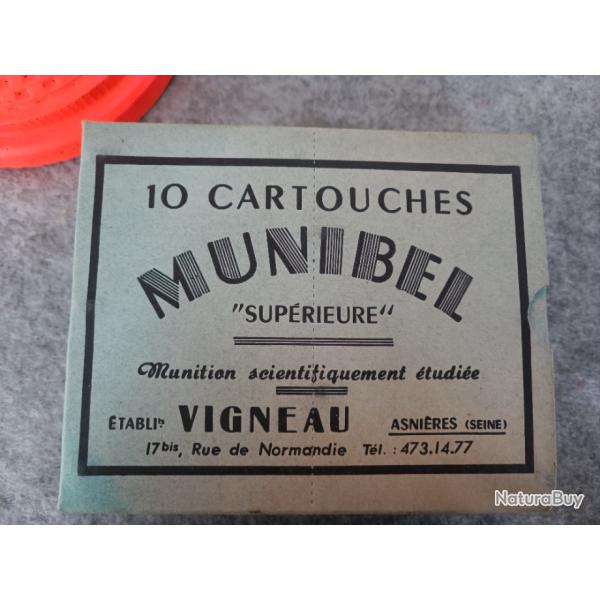 10 CARTOUCHES
MUNIBEL
"SUPÉRIEURE"
Munition scientifiquement étudiée
ÉTABLIts VIGNEAU ASNIÈRES (SEINE)
17bis, Rue de Normandie Tél. : 473.14.77
NaturaBuy